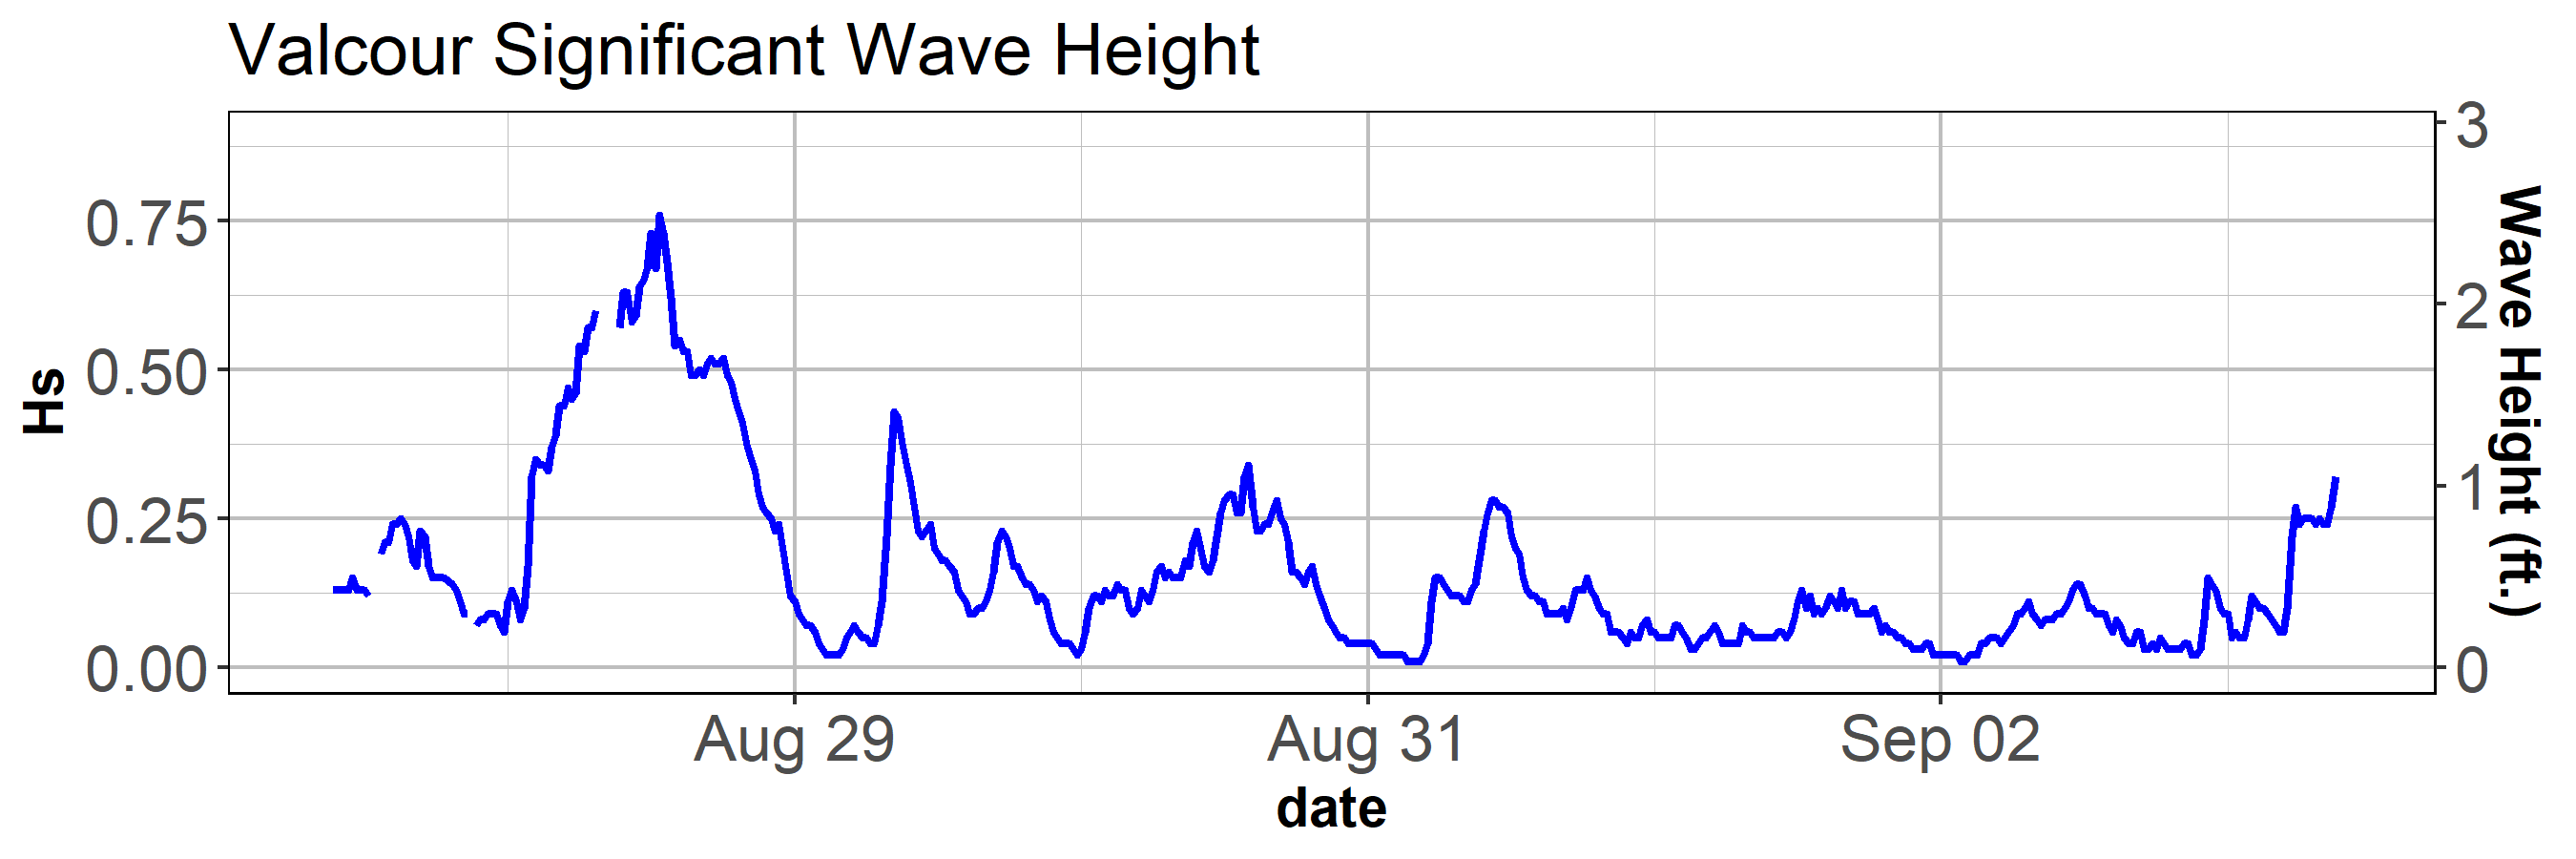 Valcour Significant Wave Height
Hs
0.75
0.50
0.25
0.00
3
2
1
0
Wave Height (ft.)
Aug 29
Aug 31
Sep 02
date